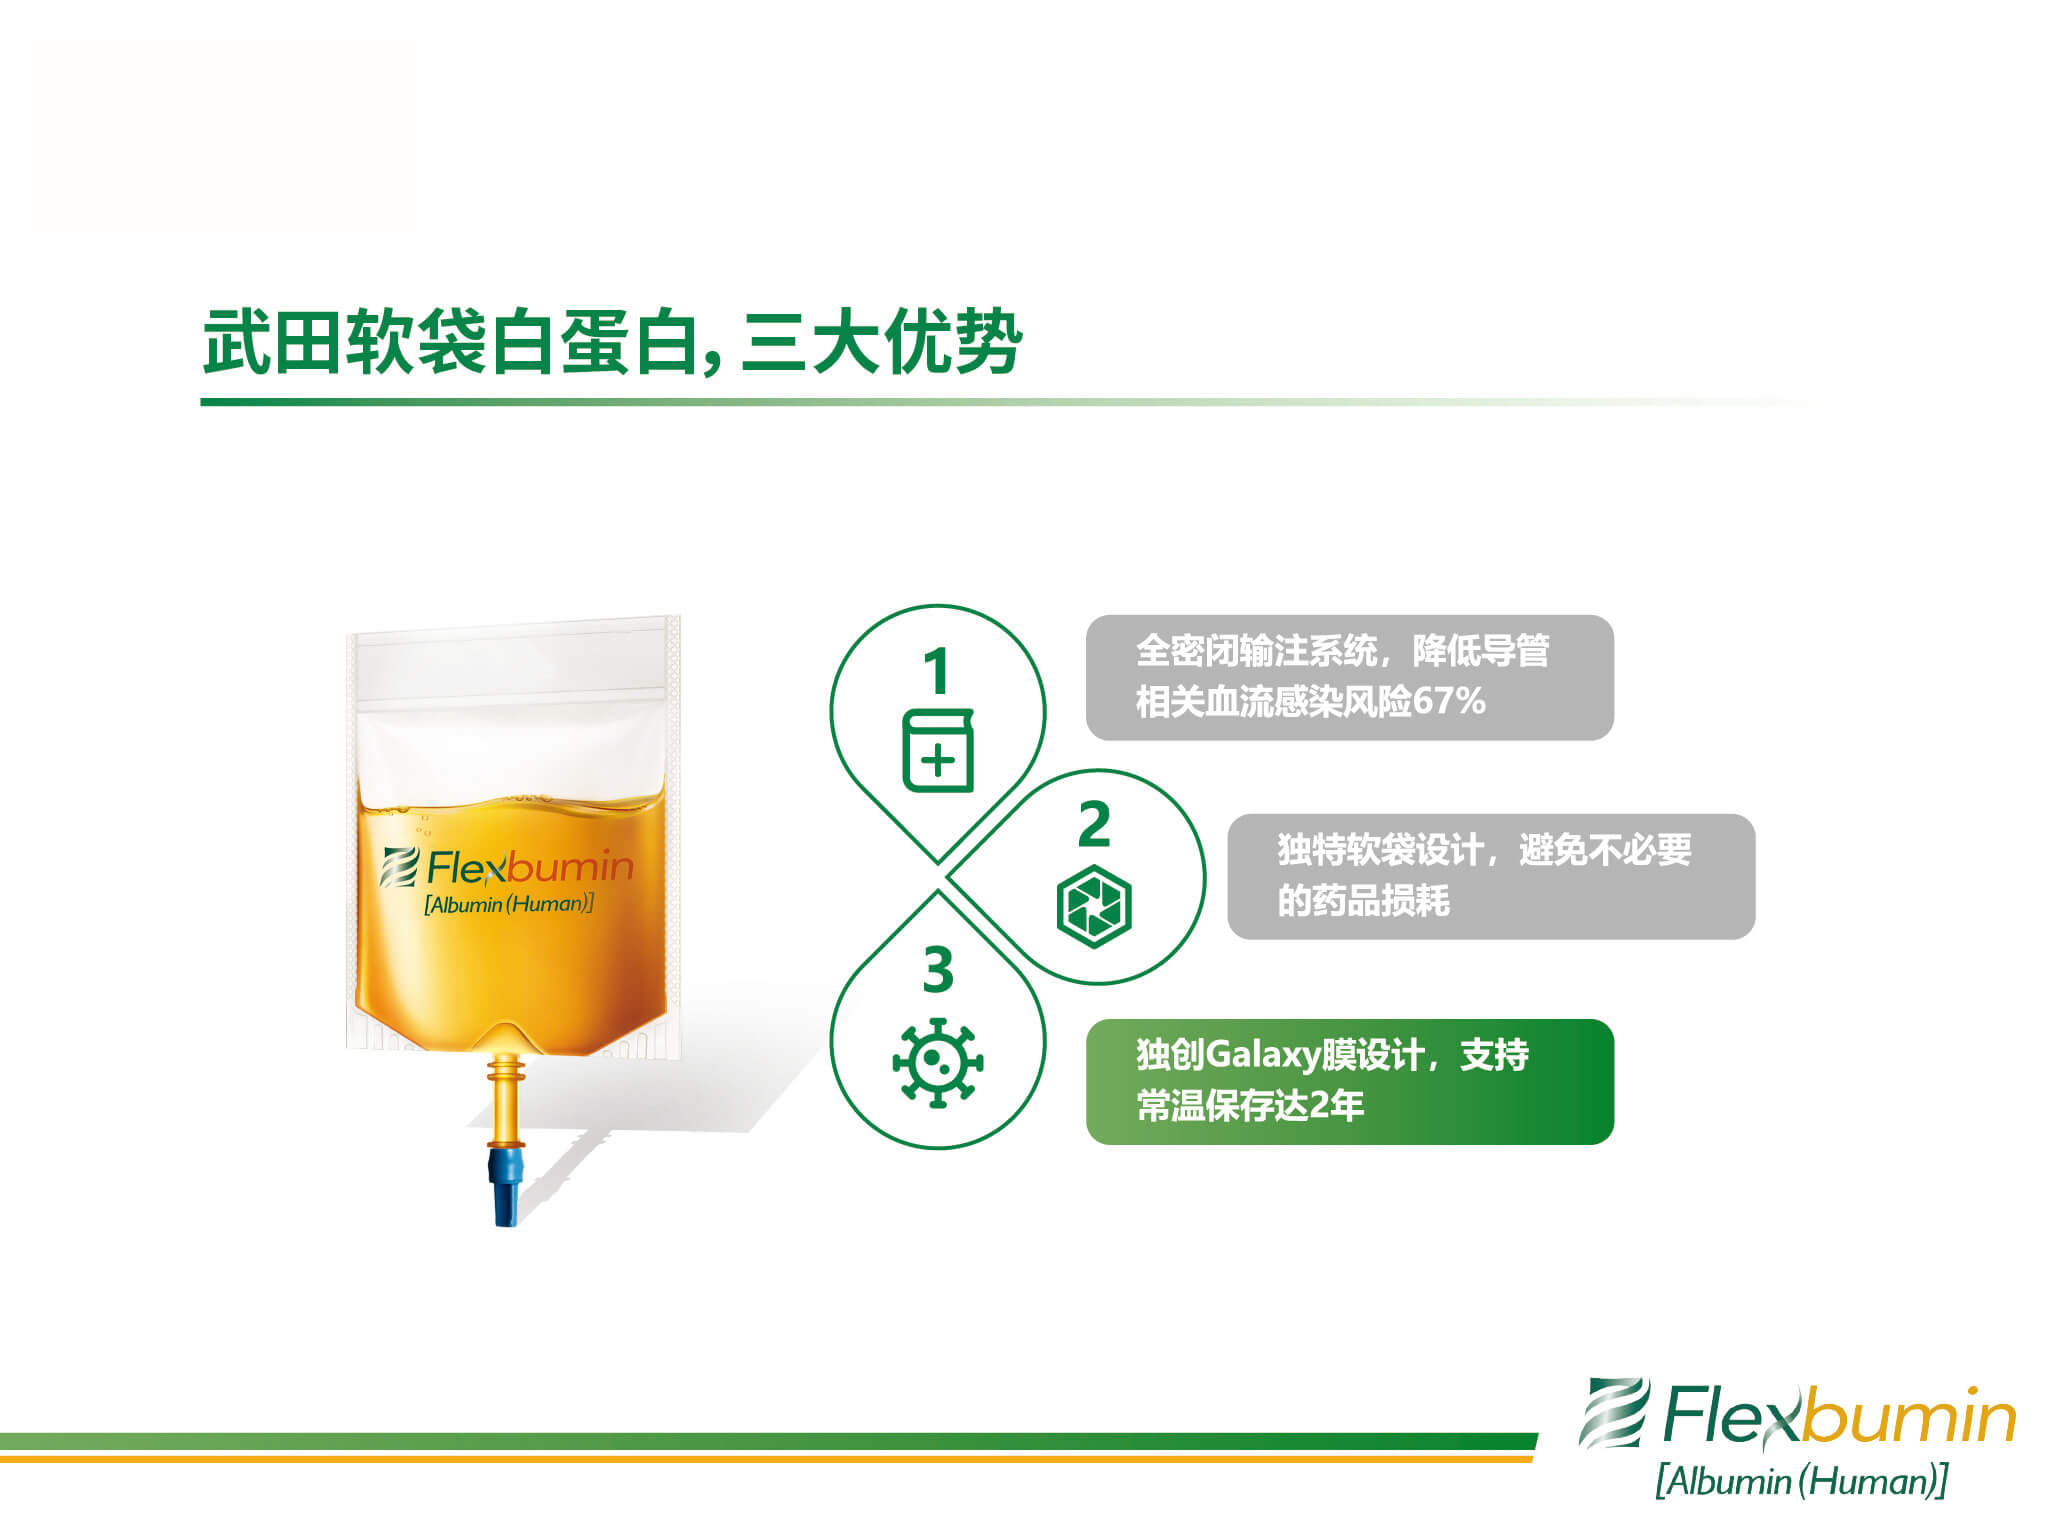 武田软袋白蛋白，三大优势
Flexbumin
[Albumin (Human)]
1
全密闭输注系统，降低导管
相关血流感染风险67%
2
独特软袋设计，避免不必要
的药品损耗
3
独创Galaxy膜设计，支持
常温保存达2年
Flexbumin
[Albumin (Human)]